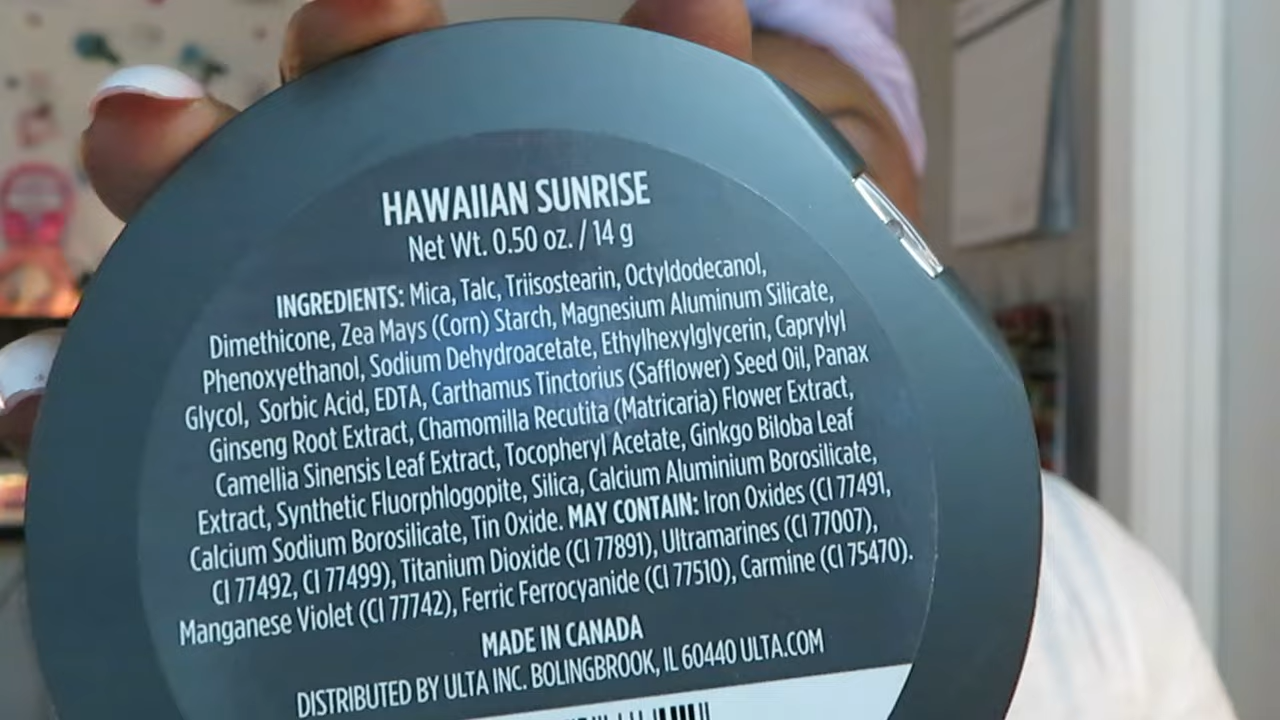 HAWAIIAN SUNRISE
Net Wt. 0.50 oz. / 14 g
INGREDIENTS: Mica, Talc, Triisostearin, Octyldodecanol,
Dimethicone, Zea Mays (Corn) Starch, Magnesium Aluminum Silicate,
Phenoxyethanol, Sodium Dehydroacetate, Ethylhexylglycerin, Caprylyl
Glycol, Sorbic Acid, EDTA, Carthamus Tinctorius (Safflower) Seed Oil, Panax
Ginseng Root Extract, Chamomilla Recutita (Matricaria) Flower Extract,
Camellia Sinensis Leaf Extract, Tocopheryl Acetate, Ginkgo Biloba Leaf
Extract, Synthetic Fluorphlogopite, Silica, Calcium Aluminium Borosilicate,
Calcium Sodium Borosilicate, Tin Oxide. MAY CONTAIN: Iron Oxides (CI 77491,
CI 77492, CI 77499), Titanium Dioxide (CI 77891), Ultramarines (CI 77007),
Manganese Violet (CI 77742), Ferric Ferrocyanide (CI 77510), Carmine (CI 75470).
MADE IN CANADA
DISTRIBUTED BY ULTA INC. BOLINGBROOK, IL 60440 ULTA.COM